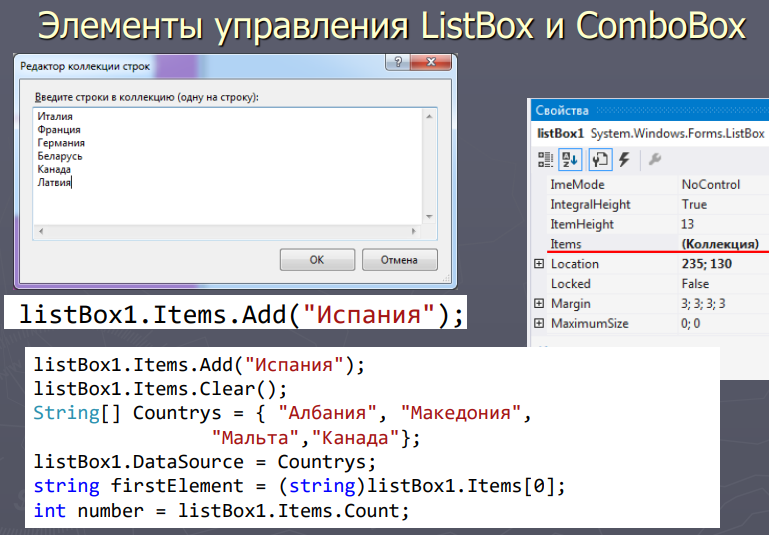 Элементы управления ListBox и ComboBox
Редактор коллекции строк
Введите строки в коллекцию (одну на строку):
Италия
Франция
Германия
Беларусь
Канада
Латвия
OK Отмена
Свойства
listBox1 System.Windows.Forms.ListBox
ImeMode NoControl
IntegralHeight True
ItemHeight 13
Items (Коллекция)
Location 235; 130
Locked False
Margin 3; 3; 3; 3
MaximumSize 0; 0
listBox1.Items.Add("Испания");
listBox1.Items.Add("Испания");
listBox1.Items.Clear();
String[] Countrys = { "Албания", "Македония",
"Мальта","Канада"};
listBox1.DataSource = Countrys;
string firstElement = (string)listBox1.Items[0];
int number = listBox1.Items.Count;